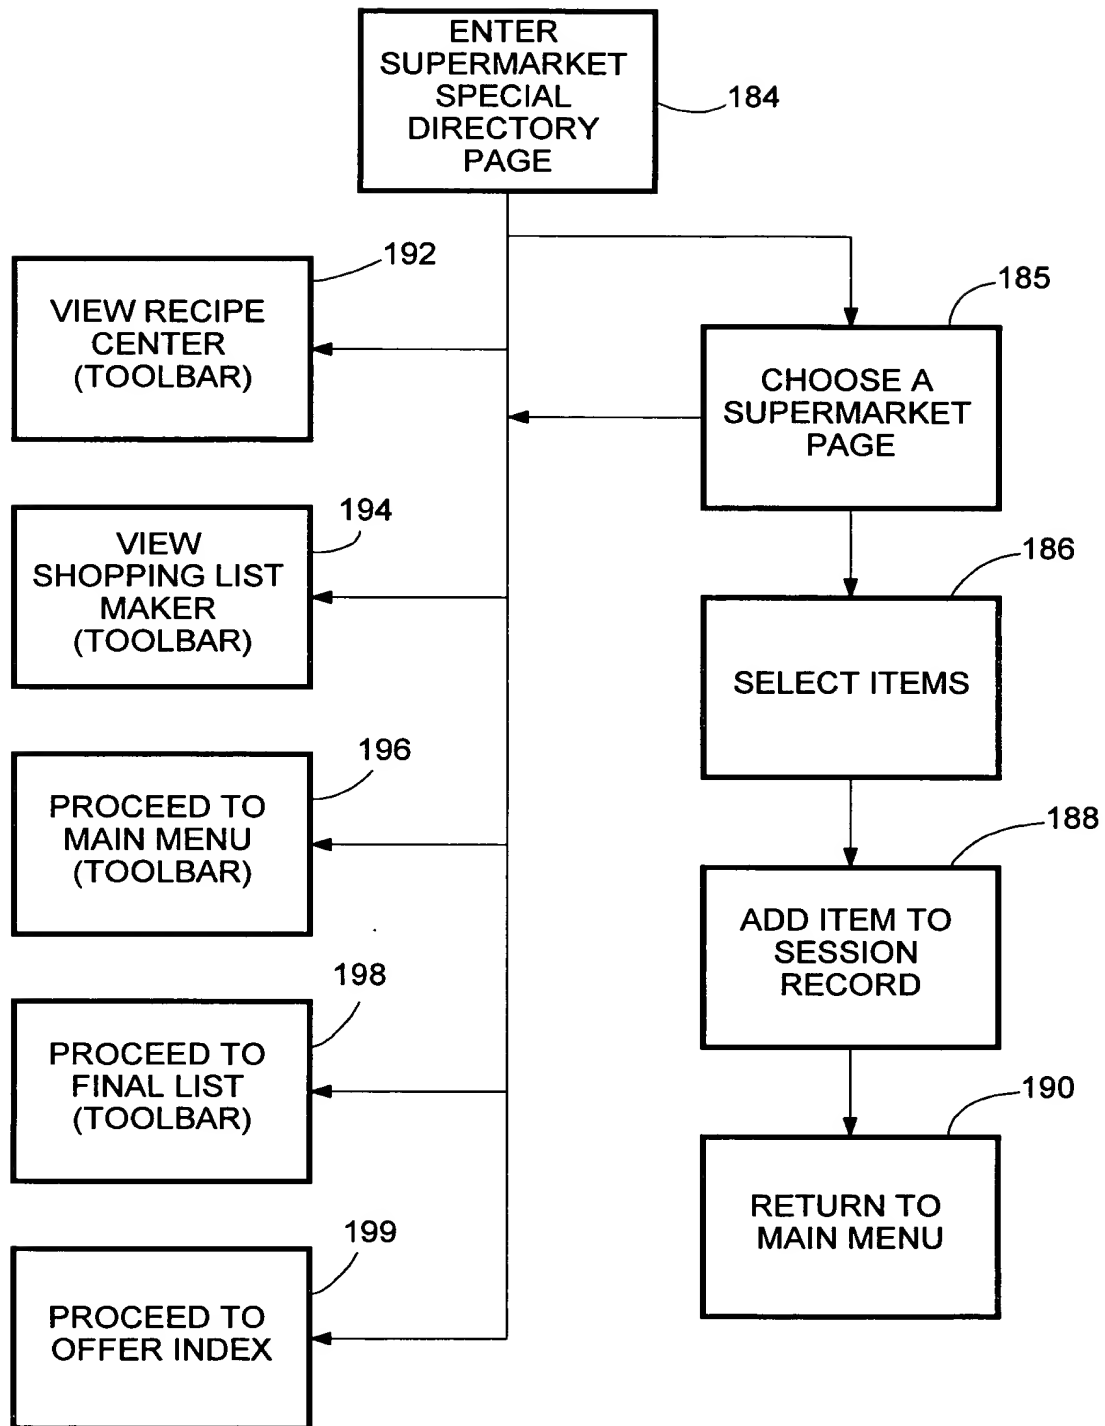 ENTER
SUPERMARKET
SPECIAL
DIRECTORY
PAGE
184
192
VIEW RECIPE
CENTER
(TOOLBAR)
185
CHOOSE A
SUPERMARKET
PAGE
194
VIEW
SHOPPING LIST
MAKER
(TOOLBAR)
186
SELECT ITEMS
196
PROCEED TO
MAIN MENU
(TOOLBAR)
188
ADD ITEM TO
SESSION
RECORD
198
PROCEED TO
FINAL LIST
(TOOLBAR)
190
RETURN TO
MAIN MENU
199
PROCEED TO
OFFER INDEX